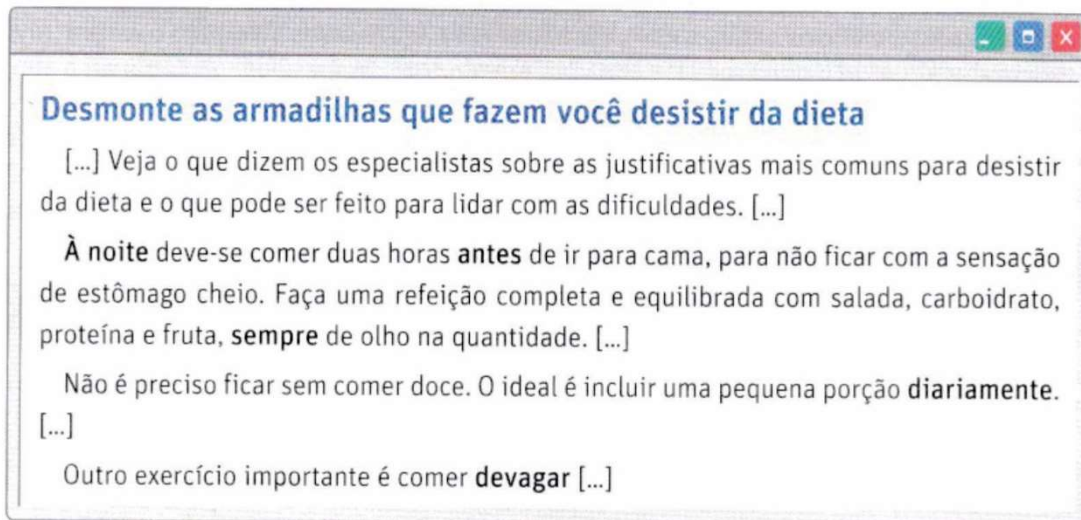 Desmonte as armadilhas que fazem você desistir da dieta
[...] Veja o que dizem os especialistas sobre as justificativas mais comuns para desistir
da dieta e o que pode ser feito para lidar com as dificuldades. [...]
À noite deve-se comer duas horas antes de ir para cama, para não ficar com a sensação
de estômago cheio. Faça uma refeição completa e equilibrada com salada, carboidrato,
proteína e fruta, sempre de olho na quantidade. [...]
Não é preciso ficar sem comer doce. O ideal é incluir uma pequena porção diariamente.
[...]
Outro exercício importante é comer devagar [...]